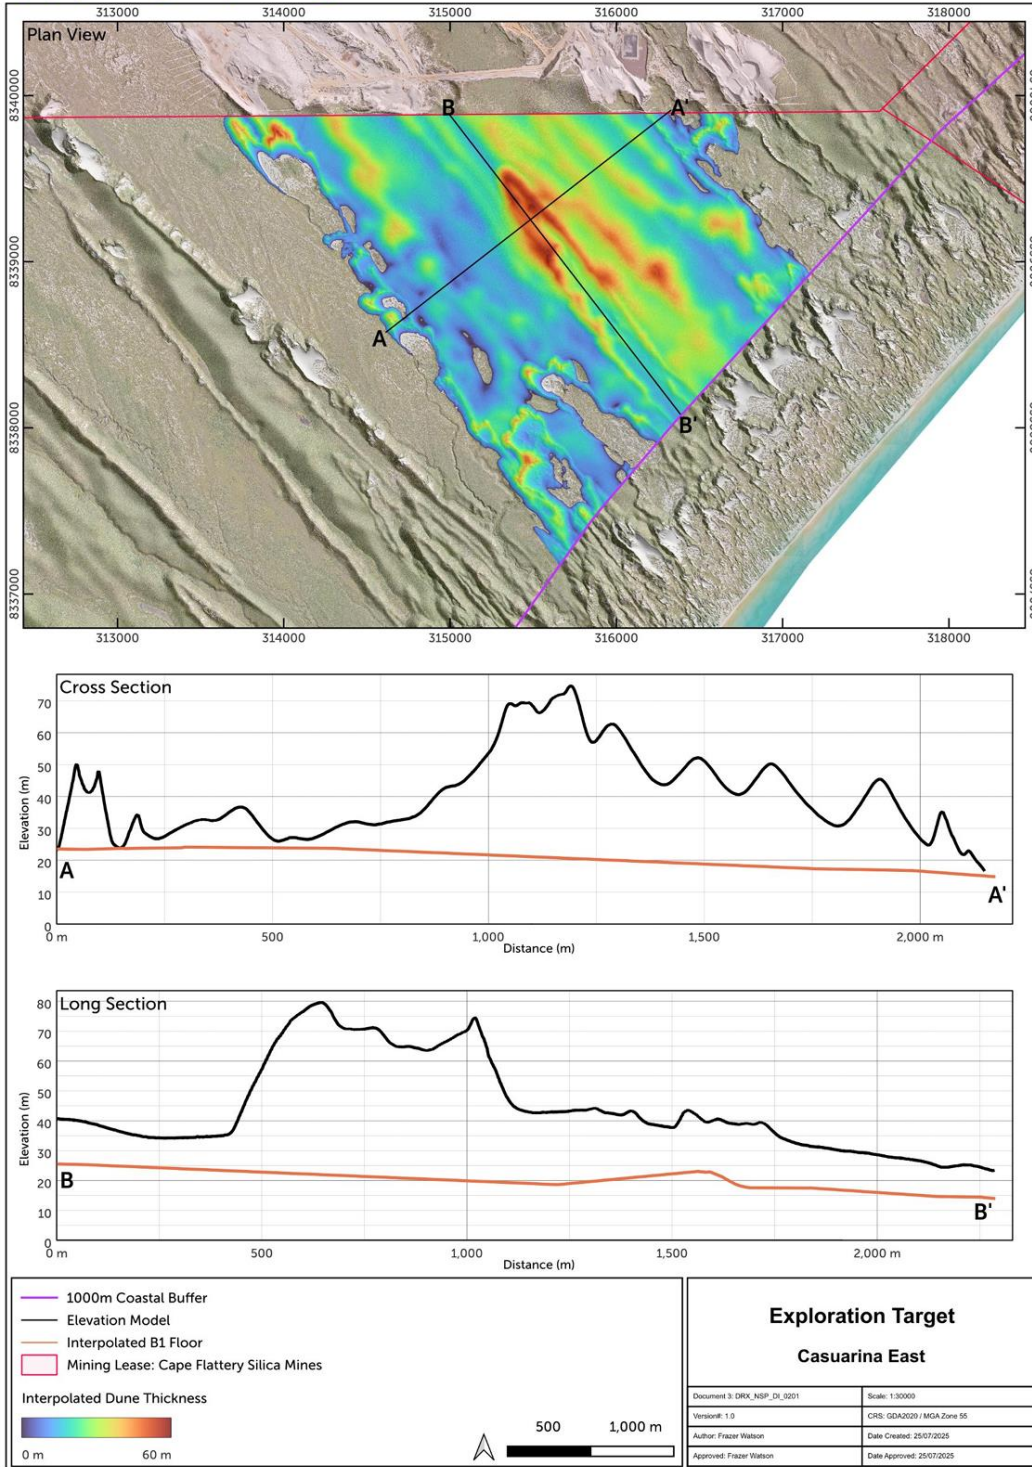 Plan View
313000 314000 315000 316000 317000 318000
8340000
8339000
8338000
8337000
B
A'
A
B'
313000 314000 315000 316000 317000 318000
Cross Section
Elevation (m)
70
60
50
40
30
20
10
0
A
A'
0 m 500 1,000 1,500 2,000 m
Distance (m)
Long Section
Elevation (m)
80
70
60
50
40
30
20
10
0
B
B'
0 m 500 1,000 1,500 2,000 m
Distance (m)
1000m Coastal Buffer
Elevation Model
Interpolated B1 Floor
Mining Lease: Cape Flattery Silica Mines
Interpolated Dune Thickness
0 m 60 m
500 1,000 m
Exploration Target
Casuarina East
Document 3: DRX_NSP_DI_0201 Scale: 1:30000
Version#: 1.0 CRS: GDA2020 / MGA Zone 55
Author: Frazer Watson Date Created: 25/07/2025
Approved: Frazer Watson Date Approved: 25/07/2025